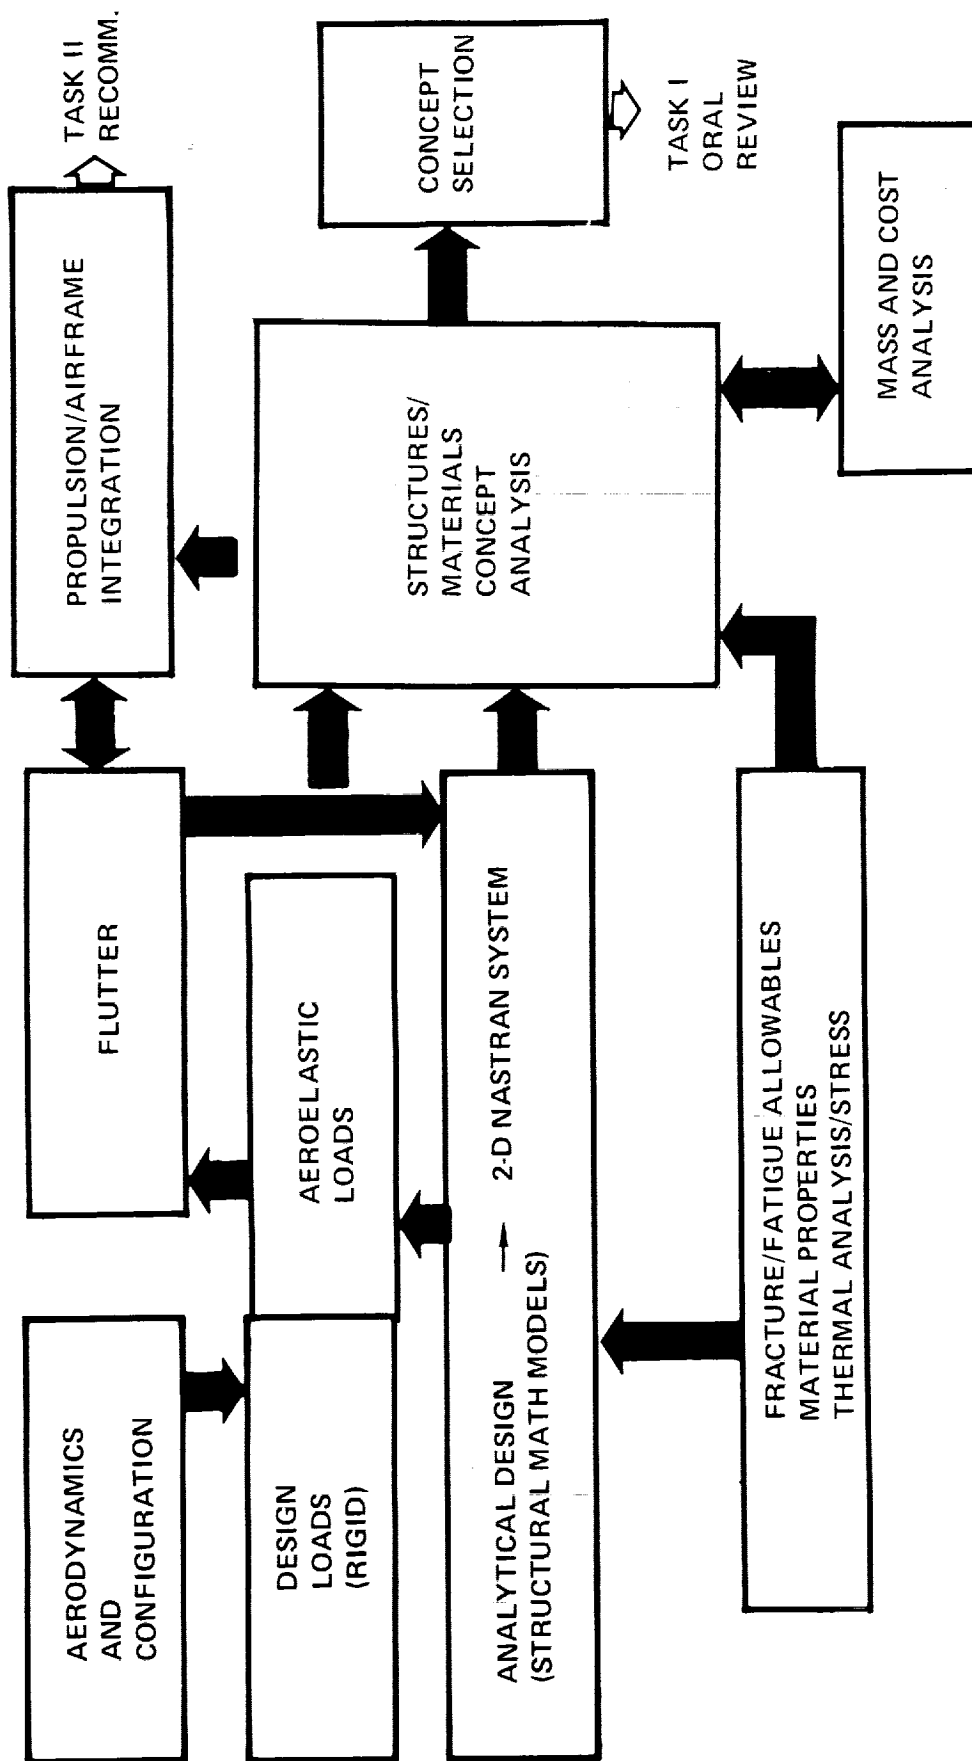 AERODYNAMICS
AND
CONFIGURATION
FLUTTER
PROPULSION/AIRFRAME
INTEGRATION
TASK II
RECOMM.
DESIGN
LOADS
(RIGID)
AEROELASTIC
LOADS
ANALYTICAL DESIGN → 2-D NASTRAN SYSTEM
(STRUCTURAL MATH MODELS)
STRUCTURES/
MATERIALS
CONCEPT
ANALYSIS
CONCEPT
SELECTION
TASK I
ORAL
REVIEW
FRACTURE/FATIGUE ALLOWABLES
MATERIAL PROPERTIES
THERMAL ANALYSIS/STRESS
MASS AND COST
ANALYSIS